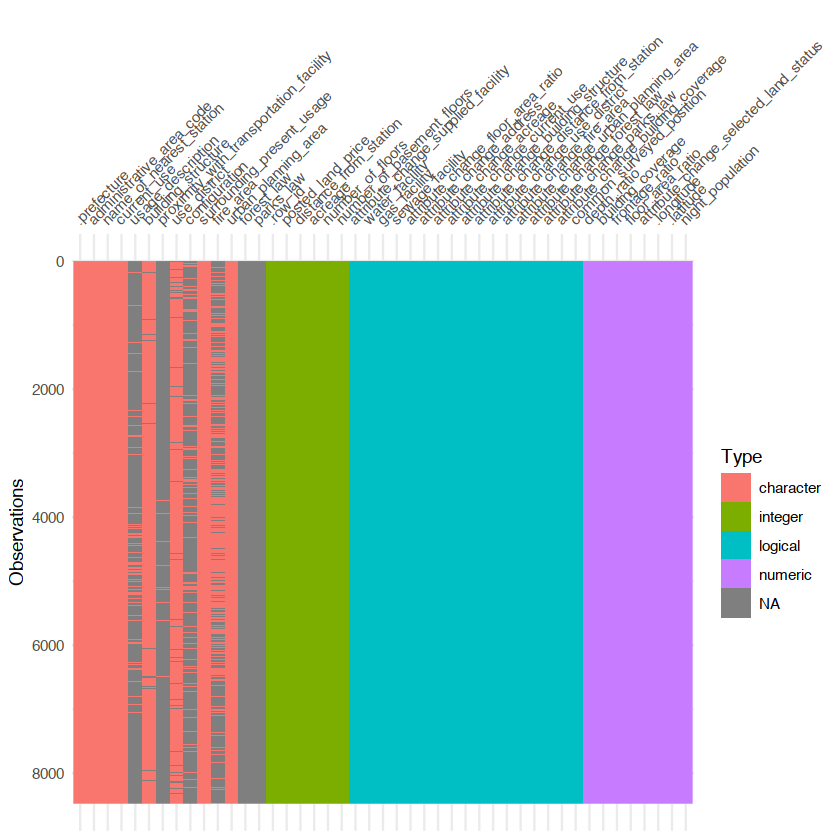 .prefecture
administrative_area_code
name_of_nearest_station
current_use
usage_description
building_structure
proximity_with_transportation_facility
use_district
configuration
surrounding_present_usage
fire_area
urban_planning_area
forest_law
parks_law
.row_id
posted_land_price
distance_from_station
acreage
number_of_floors
number_of_basement_floors
attribute_change_supplied_facility
water_facility
gas_facility
sewage_facility
attribute_change_floor_area_ratio
attribute_change_address
attribute_change_acreage
attribute_change_current_use
attribute_change_building_structure
attribute_change_distance_from_station
attribute_change_use_district
attribute_change_fire_area
attribute_change_urban_planning_area
attribute_change_forest_law
attribute_change_parks_law
attribute_change_building_coverage
common_surveyed_position
depth_ratio
building_coverage
frontage_ratio
floor_area_ratio
attribute_change_selected_land_status
.longitude
.latitude
night_population
0
2000
4000
6000
8000
Observations
Type
character
integer
logical
numeric
NA